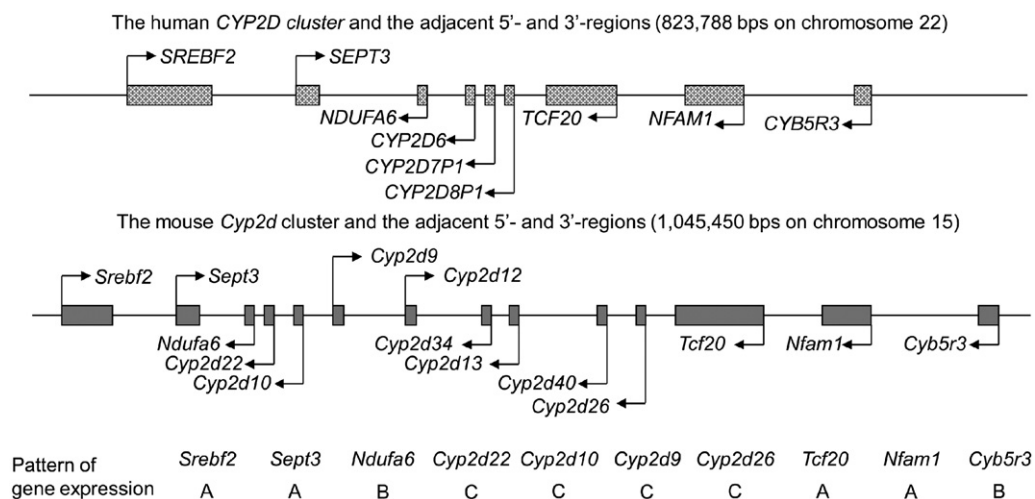 The human CYP2D cluster and the adjacent 5'- and 3'-regions (823,788 bps on chromosome 22)
SREBF2 SEPT3
NDUFA6 TCF20 NFAM1 CYB5R3
CYP2D6
CYP2D7P1
CYP2D8P1
The mouse Cyp2d cluster and the adjacent 5'- and 3'-regions (1,045,450 bps on chromosome 15)
Cyp2d9
Srebf2 Sept3 Cyp2d12
Ndufa6 Cyp2d34 Tcf20 Nfam1 Cyb5r3
Cyp2d22 Cyp2d13
Cyp2d10 Cyp2d40
Cyp2d26
Pattern of gene expression
Srebf2 Sept3 Ndufa6 Cyp2d22 Cyp2d10 Cyp2d9 Cyp2d26 Tcf20 Nfam1 Cyb5r3
A A B C C C C A A B